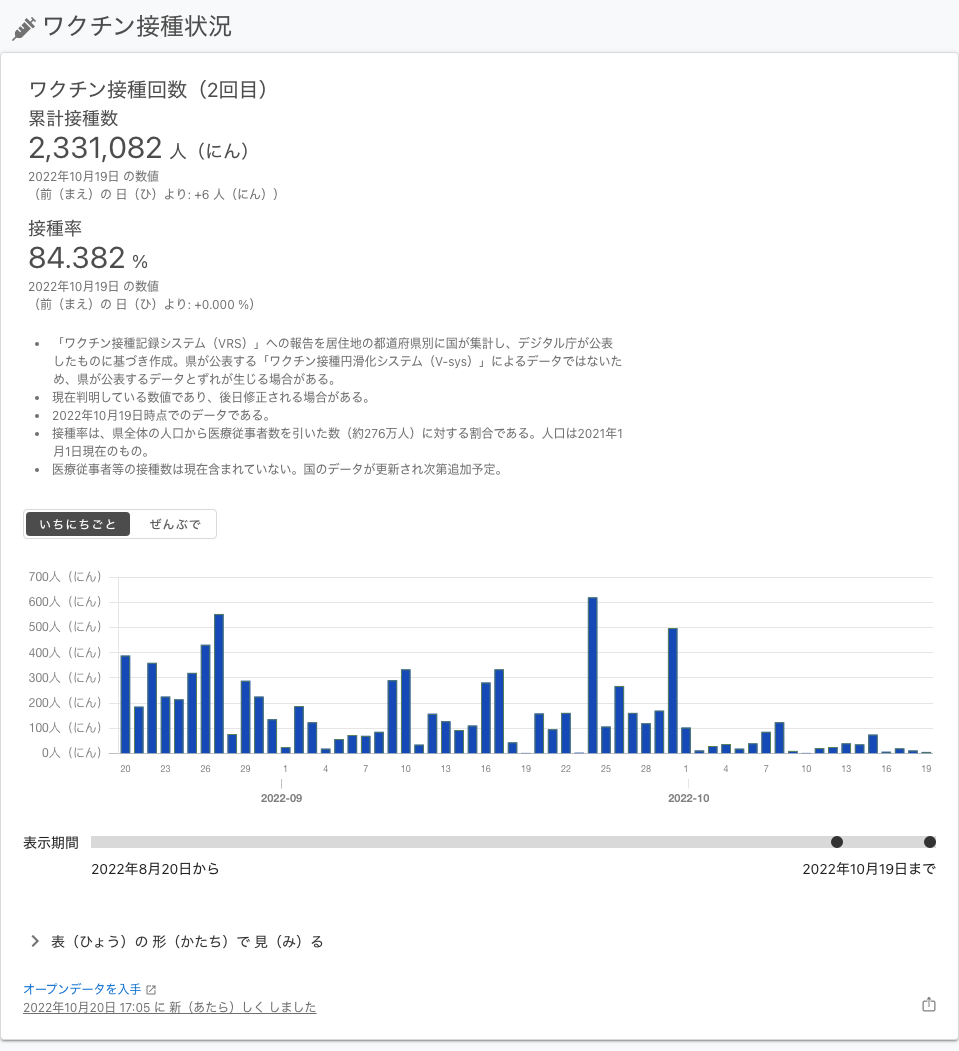 ワクチン接種状況
ワクチン接種回数（2回目）
累計接種数
2,331,082 人（にん）
2022年10月19日 の数値
（前（まえ）の 日（ひ）より: +6 人（にん））
接種率
84.382 %
2022年10月19日 の数値
（前（まえ）の 日（ひ）より: +0.000 %）
• 「ワクチン接種記録システム（VRS）」への報告を居住地の都道府県別に国が集計し、デジタル庁が公表
したものに基づき作成。県が公表する「ワクチン接種円滑化システム（V-sys）」によるデータではないた
め、県が公表するデータとずれが生じる場合がある。
• 現在判明している数値であり、後日修正される場合がある。
• 2022年10月19日時点でのデータである。
• 接種率は、県全体の人口から医療従事者数を引いた数（約276万人）に対する割合である。人口は2021年1
月1日現在のもの。
• 医療従事者等の接種数は現在含まれていない。国のデータが更新され次第追加予定。
いちにちごと ぜんぶで
700人（にん）
600人（にん）
500人（にん）
400人（にん）
300人（にん）
200人（にん）
100人（にん）
0人（にん）
20 23 26 29 1 4 7 10 13 16 19 22 25 28 1 4 7 10 13 16 19
2022-09 2022-10
表示期間
2022年8月20日から 2022年10月19日まで
表（ひょう）の 形（かたち）で 見（み）る
オープンデータを入手
2022年10月20日 17:05 に 新（あたら）しく しました